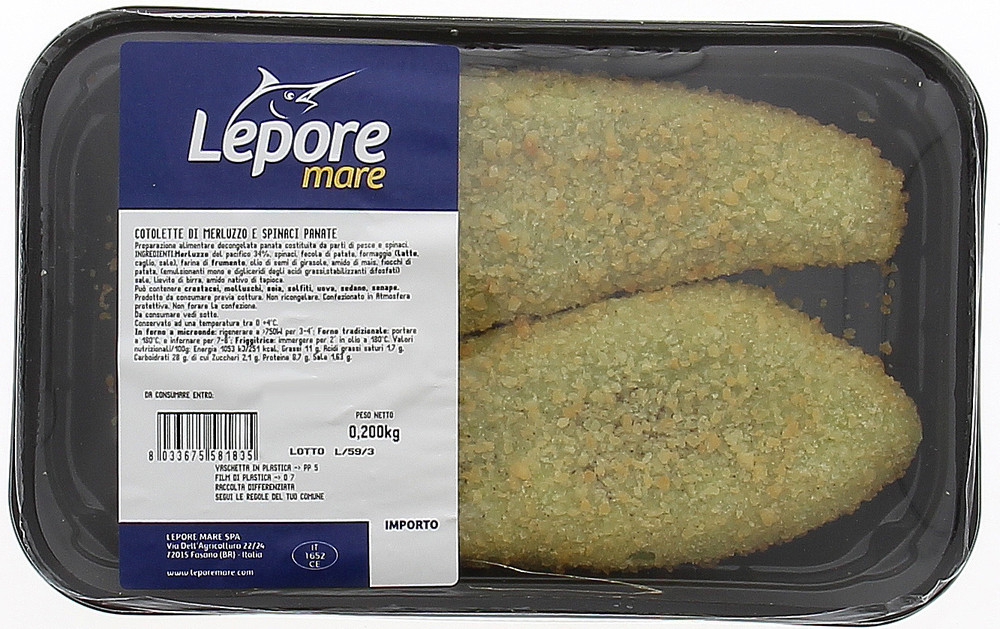 Lepore
mare
COTOLETTE DI MERLUZZO E SPINACI PANATE
Preparazione alimentare decongelata panata costituita da parti di pesce e spinaci.
INGREDIENTI:Merluzzo del pacifico 34%, spinaci, fecola di patate, formaggio (latte,
caglio, sale), farina di frumento, olio di semi di girasole, amido di mais, fiocchi di
patata, (emulsionanti mono e digliceridi degli acidi grassi,stabilizzanti difosfati)
sale, lievito di birra, amido nativo di tapioca.
Può contenere crostacei, molluschi, soia, solfiti, uova, sedano, senape.
Prodotto da consumare previa cottura. Non ricongelare. Confezionato in Atmosfera
protettiva. Non forare la confezione.
Da consumare vedi sotto.
Conservato ad una temperatura tra 0 +4°C.
In forno a microonde: rigenerare a >750W per 3-4'; Forno tradizionale: portare
a 180°C, e infornare per 7-8'; Friggitrice: immergere per 2' in olio a 180°C. Valori
nutrizionali/100g: Energia 1053 kJ/251 kcal, Grassi 11 g, Acidi grassi saturi 1,7 g,
Carboidrati 28 g, di cui Zuccheri 2,1 g, Proteine 8,7 g, Sale 1,63 g.
DA CONSUMARE ENTRO:
PESO NETTO
0,200kg
8 033675 581835
LOTTO L/59/3
VASCHETTA IN PLASTICA -> PP 5
FILM DI PLASTICA -> O 7
RACCOLTA DIFFERENZIATA
SEGUI LE REGOLE DEL TUO COMUNE
IMPORTO
LEPORE MARE SPA
Via Dell'Agricoltura 22/24
72015 Fasano (BR) - Italia
www.leporemare.com
IT
1652
CE